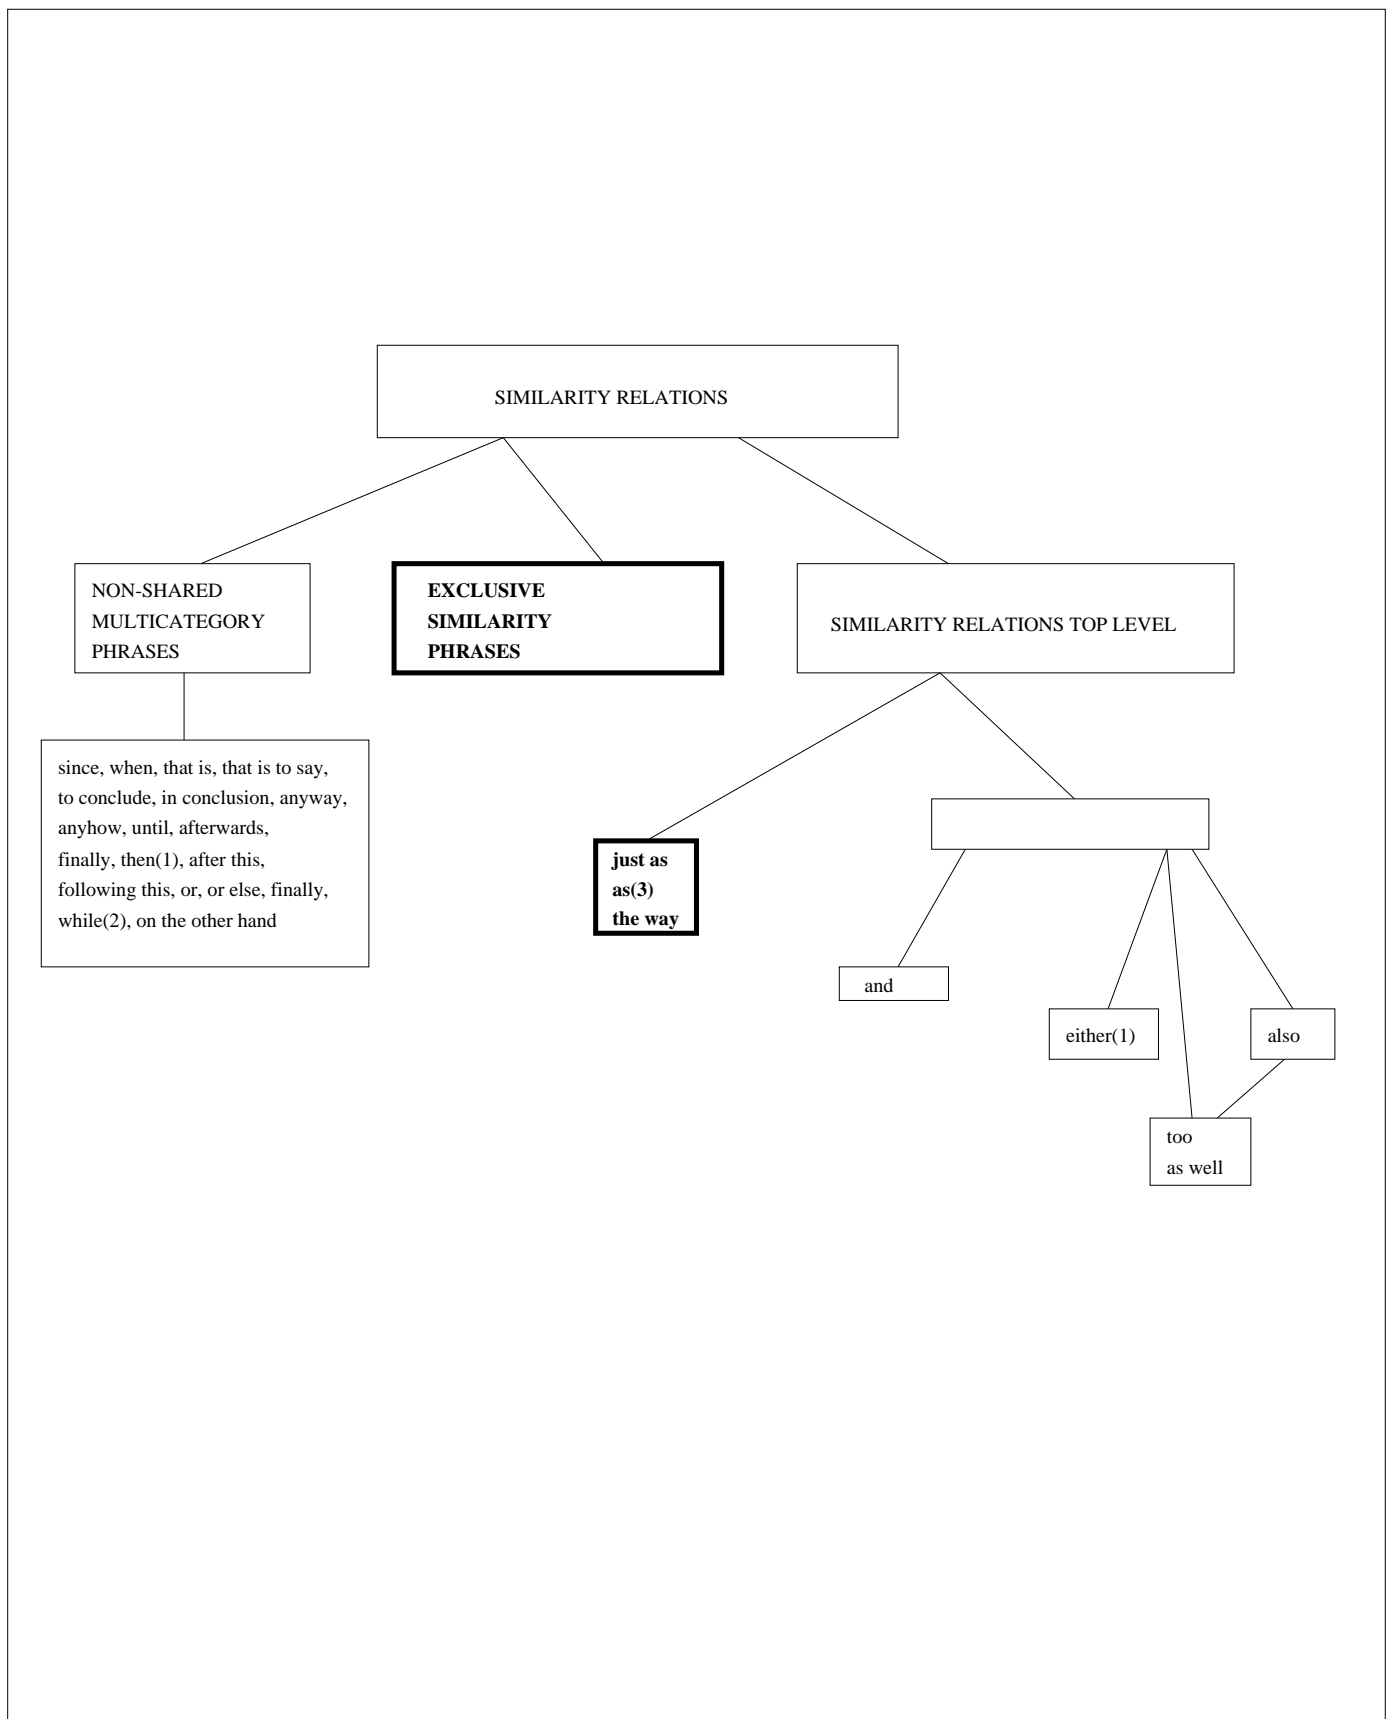 SIMILARITY RELATIONS
NON-SHARED
MULTICATEGORY
PHRASES
EXCLUSIVE
SIMILARITY
PHRASES
SIMILARITY RELATIONS TOP LEVEL
since, when, that is, that is to say,
to conclude, in conclusion, anyway,
anyhow, until, afterwards,
finally, then(1), after this,
following this, or, or else, finally,
while(2), on the other hand
just as
as(3)
the way
and
either(1)
also
too
as well